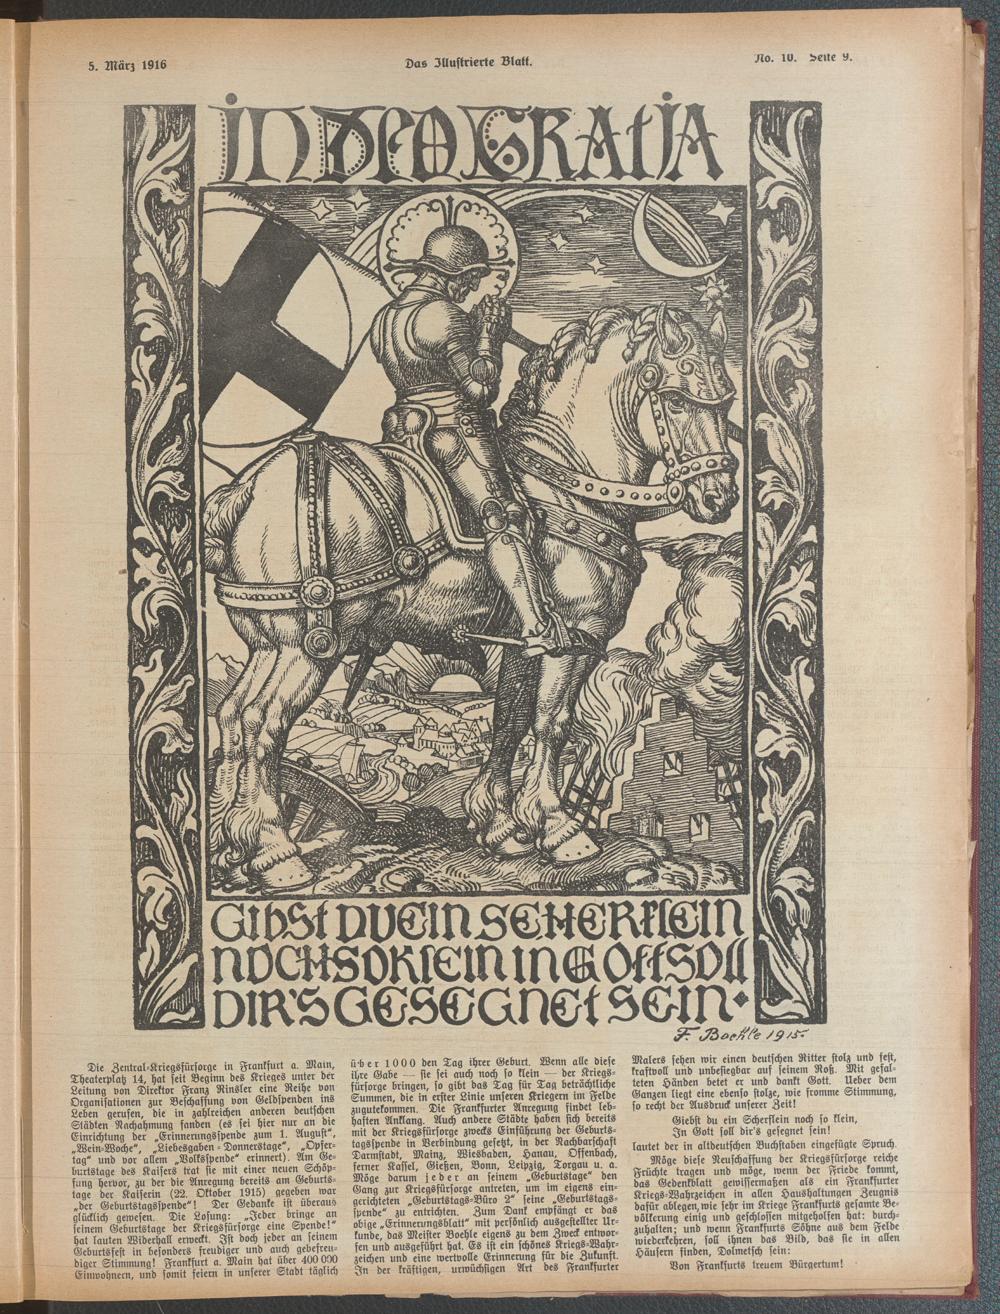 5. März 1916
Das Illustrierte Blatt.
No. 10. Seite 9.
IN DEO GRATIA
GIBST DU EIN SCHERFLEIN
NOCH SO KLEIN IN GOTT SOLL
DIR'S GESEGNET SEIN·
F. Boehle 1915.
Die Zentral-Kriegsfürsorge in Frankfurt a. Main,
Theaterplatz 14, hat seit Beginn des Krieges unter der
Leitung von Direktor Franz Rinsler eine Reihe von
Organisationen zur Beschaffung von Geldspenden ins
Leben gerufen, die in zahlreichen anderen deutschen
Städten Nachahmung fanden (es sei hier nur an die
Einrichtung der „Erinnerungsspende zum 1. August",
„Wein-Woche", „Liebesgaben-Donnerstage", „Opfer-
tag" und vor allem „Volksspende" erinnert). Am Ge-
burtstage des Kaisers trat sie mit einer neuen Schöp-
fung hervor, zu der die Anregung bereits am Geburts-
tage der Kaiserin (22. Oktober 1915) gegeben war
„der Geburtstagsspende"! Der Gedanke ist überaus
glücklich gewesen. Die Losung: „Jeder bringe an
seinem Geburtstage der Kriegsfürsorge eine Spende!"
hat lauten Widerhall erweckt. Ist doch jeder an seinem
Geburtsfest in besonders freudiger und auch gebefreu-
diger Stimmung! Frankfurt a. Main hat über 400 000
Einwohnern, und somit feiern in unserer Stadt täglich
über 1000 den Tag ihrer Geburt. Wenn alle diese
ihre Gabe — sie sei auch noch so klein — der Kriegs-
fürsorge bringen, so gibt das Tag für Tag beträchtliche
Summen, die in erster Linie unseren Kriegern im Felde
zugutekommen. Die Frankfurter Anregung findet leb-
haften Anklang. Auch andere Städte haben sich bereits
mit der Kriegsfürsorge zwecks Einführung der Geburts-
tagsspende in Verbindung gesetzt, in der Nachbarschaft
Darmstadt, Mainz, Wiesbaden, Hanau, Offenbach,
ferner Kassel, Gießen, Bonn, Leipzig, Torgau u. a.
Möge darum jeder an seinem „Geburtstage" den
Gang zur Kriegsfürsorge antreten, um im eigens ein-
gerichteten „Geburtstags-Büro 2" seine „Geburtstags-
spende" zu entrichten. Zum Dank empfängt er das
obige „Erinnerungsblatt" mit persönlich ausgestellter Ur-
kunde, das Meister Boehle eigens zu dem Zweck entwor-
fen und ausgeführt hat. Es ist ein schönes Kriegs-Wahr-
zeichen und eine wertvolle Erinnerung für die Zukunft.
In der kräftigen, urwüchsigen Art des Frankfurter
Malers sehen wir einen deutschen Ritter stolz und fest,
kraftvoll und unbesiegbar auf seinem Roß. Mit gefal-
teten Händen betet er und dankt Gott. Ueber dem
Ganzen liegt eine ebenso stolze, wie fromme Stimmung,
so recht der Ausdruck unserer Zeit!
Giebst du ein Scherflein noch so klein,
In Gott soll dir's gesegnet sein!
lautet der in altdeutschen Buchstaben eingefügte Spruch.
Möge diese Neuschaffung der Kriegsfürsorge reiche
Früchte tragen und möge, wenn der Friede kommt,
das Gedenkblatt gewissermaßen als ein Frankfurter
Kriegs-Wahrzeichen in allen Haushaltungen Zeugnis
dafür ablegen, wie sehr im Kriege Frankfurts gesamte Be-
völkerung einig und geschlossen mitgeholfen hat: durch-
zuhalten; und wenn Frankfurts Söhne aus dem Felde
wiederkehren, soll ihnen das Bild, das sie in allen
Häusern finden, Dolmetsch sein:
Von Frankfurts treuem Bürgertum!